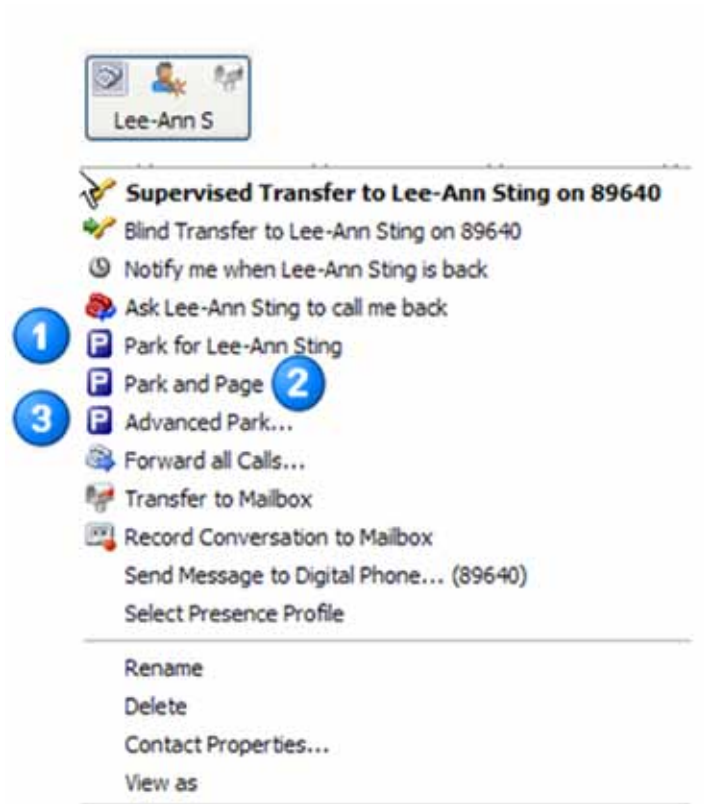 Lee-Ann S
Supervised Transfer to Lee-Ann Sting on 89640
Blind Transfer to Lee-Ann Sting on 89640
Notify me when Lee-Ann Sting is back
Ask Lee-Ann Sting to call me back
1 P Park for Lee-Ann Sting
P Park and Page 2
3 P Advanced Park...
Forward all Calls...
Transfer to Mailbox
Record Conversation to Mailbox
Send Message to Digital Phone... (89640)
Select Presence Profile
Rename
Delete
Contact Properties...
View as